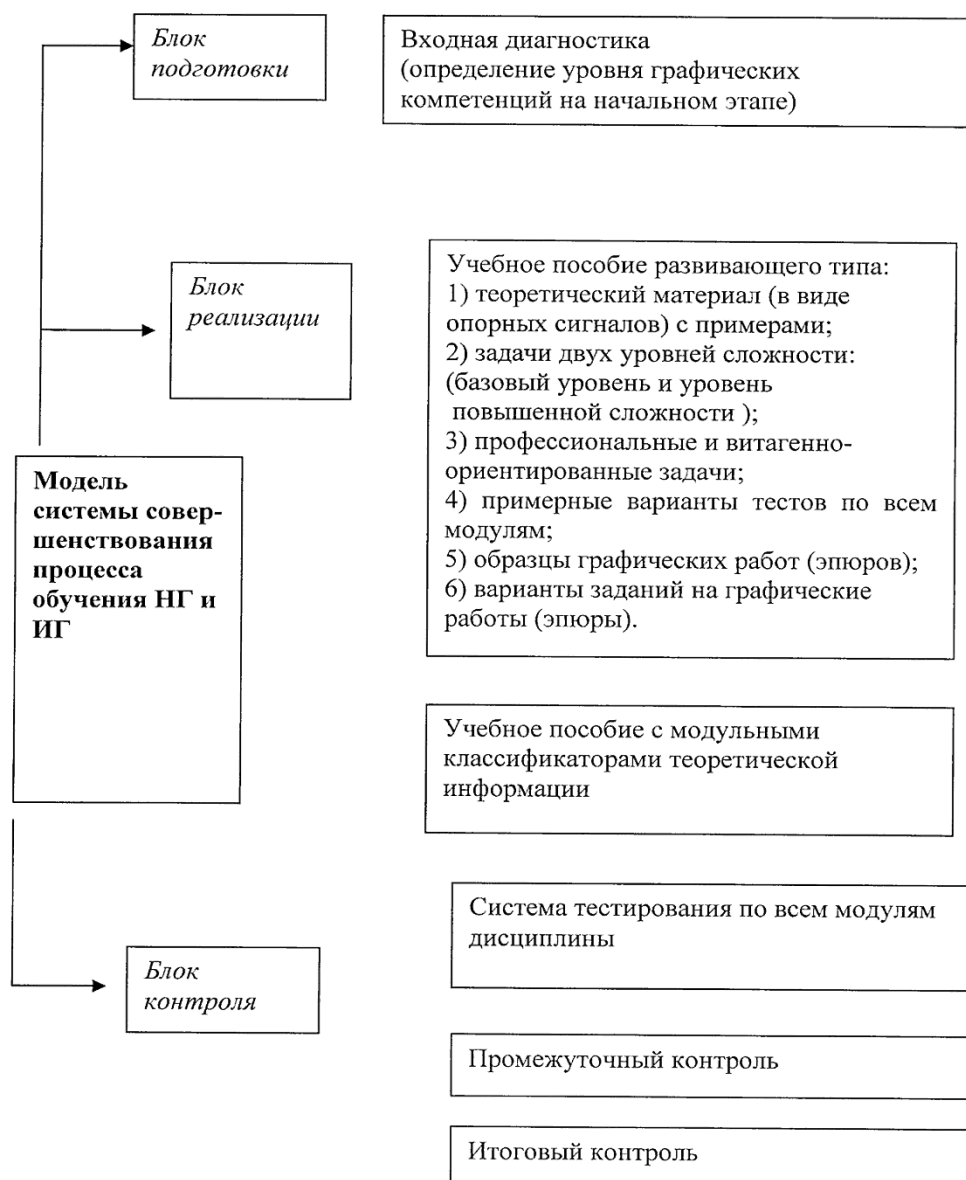 Блок
подготовки
Входная диагностика
(определение уровня графических
компетенций на начальном этапе)
Блок
реализации
Учебное пособие развивающего типа:
1) теоретический материал (в виде
опорных сигналов) с примерами;
2) задачи двух уровней сложности:
(базовый уровень и уровень
повышенной сложности );
3) профессиональные и витагенно-
ориентированные задачи;
4) примерные варианты тестов по всем
модулям;
5) образцы графических работ (эпюров);
6) варианты заданий на графические
работы (эпюры).
Модель
системы совер-
шенствования
процесса
обучения НГ и
ИГ
Учебное пособие с модульными
классификаторами теоретической
информации
Блок
контроля
Система тестирования по всем модулям
дисциплины
Промежуточный контроль
Итоговый контроль